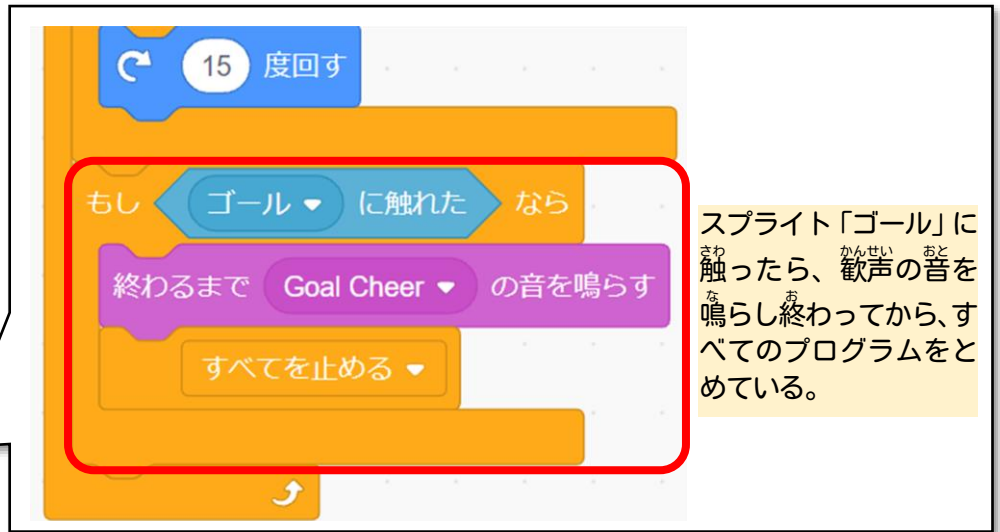 15 度回す
もし ゴール に触れた なら
終わるまで Goal Cheer の音を鳴らす
すべてを止める
スプライト「ゴール」に
触ったら、歓声の音を
鳴らし終わってから、す
べてのプログラムをと
めている。
さわ かんせい おと
な お